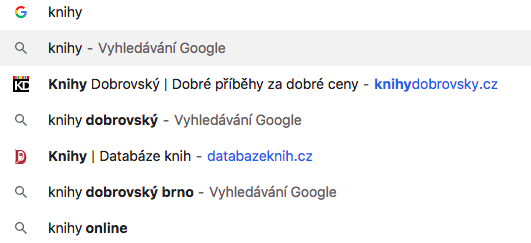 knihy
knihy - Vyhledávání Google
KD Knihy Dobrovský | Dobré příběhy za dobré ceny - knihydobrovsky.cz
knihy dobrovský - Vyhledávání Google
Knihy | Databáze knih - databazeknih.cz
knihy dobrovský brno - Vyhledávání Google
knihy online